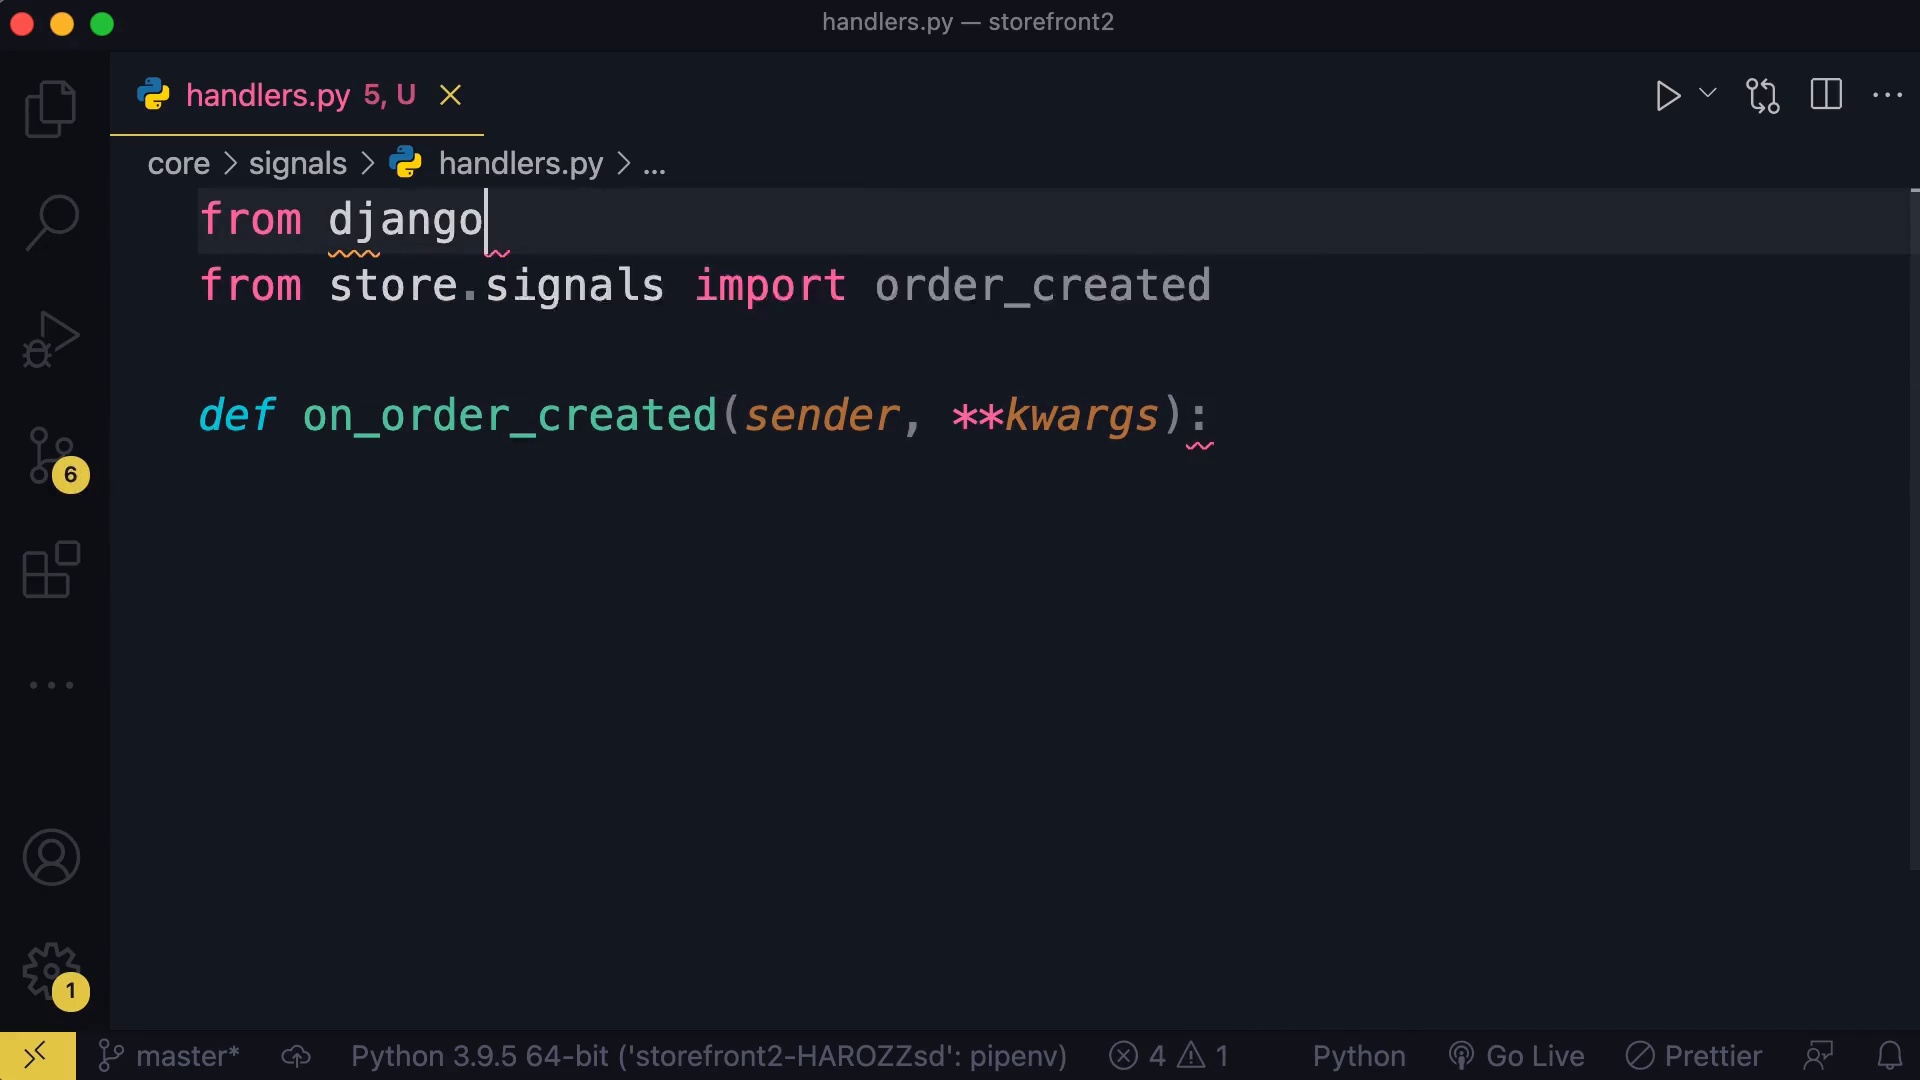 handlers.py — storefront2
handlers.py 5, U
core > signals > handlers.py > ...
from django
from store.signals import order_created
def on_order_created(sender, **kwargs):
6
1
master* Python 3.9.5 64-bit ('storefront2-HAROZZsd': pipenv) 4 1 Python Go Live Prettier